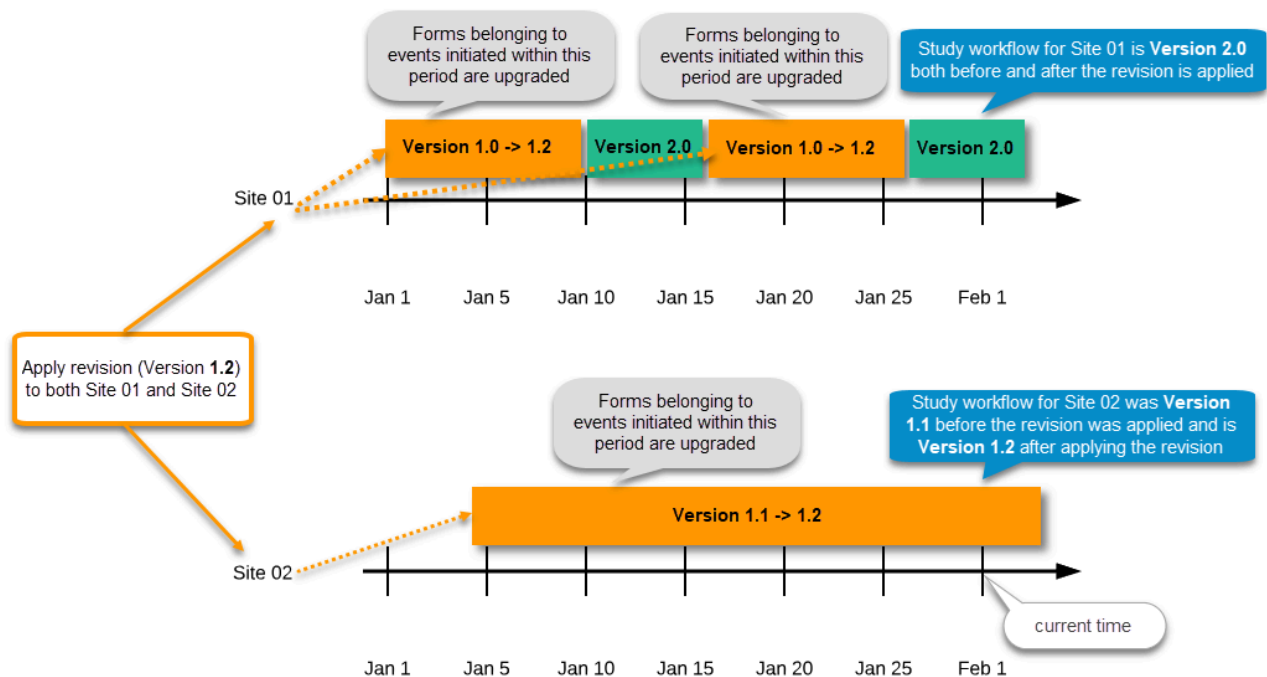 Forms belonging to
events initiated within this
period are upgraded
Forms belonging to
events initiated within this
period are upgraded
Study workflow for Site 01 is Version 2.0
both before and after the revision is applied
Version 1.0 -> 1.2
Version 2.0
Version 1.0 -> 1.2
Version 2.0
Site 01
Jan 1
Jan 5
Jan 10
Jan 15
Jan 20
Jan 25
Feb 1
Apply revision (Version 1.2)
to both Site 01 and Site 02
Forms belonging to
events initiated within this
period are upgraded
Study workflow for Site 02 was Version
1.1 before the revision was applied and is
Version 1.2 after applying the revision
Version 1.1 -> 1.2
Site 02
current time
Jan 1
Jan 5
Jan 10
Jan 15
Jan 20
Jan 25
Feb 1